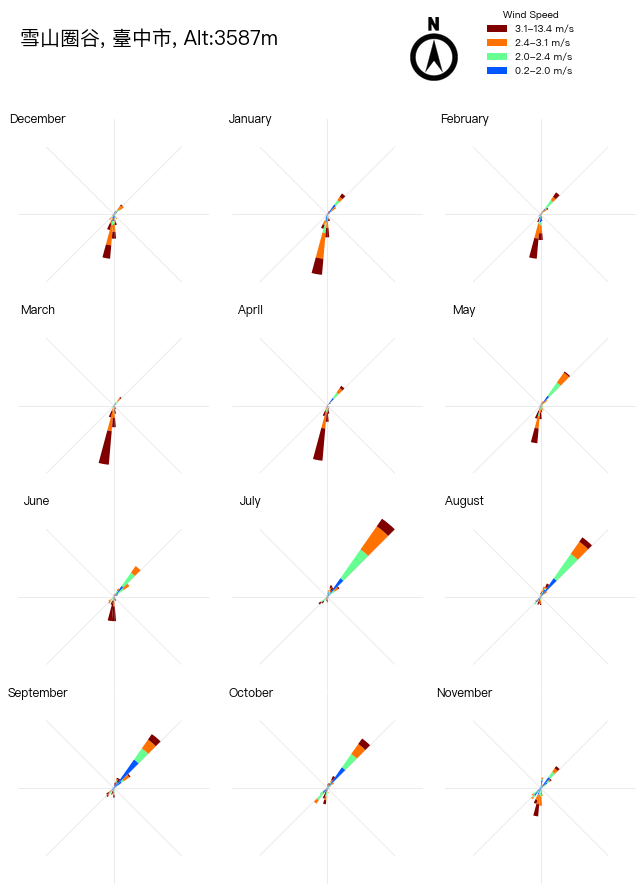 雪山圈谷, 臺中市, Alt:3587m
N
Wind Speed
3.1–13.4 m/s
2.4–3.1 m/s
2.0–2.4 m/s
0.2–2.0 m/s
December
January
February
March
April
May
June
July
August
September
October
November